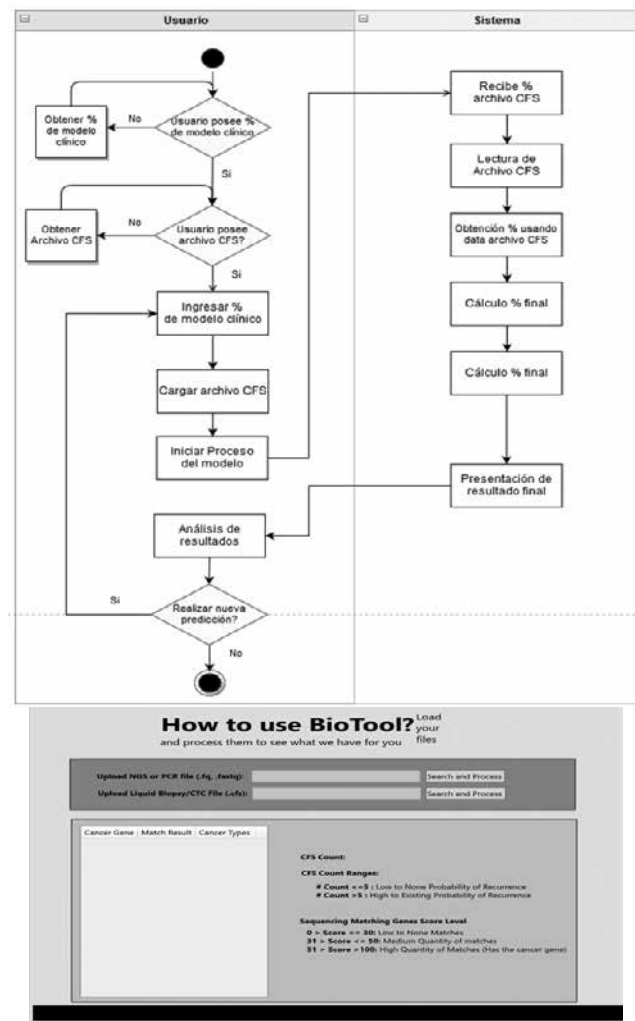 Usuario
Sistema
Usuario posee %
de modelo clínico
No
Obtener %
de modelo
clínico
Si
Usuario posee
archivo CFS?
No
Obtener
Archivo CFS
Si
Ingresar %
de modelo clínico
Cargar archivo CFS
Iniciar Proceso
del modelo
Recibe %
archivo CFS
Lectura de
Archivo CFS
Obtención % usando
data archivo CFS
Cálculo % final
Cálculo % final
Presentación de
resultado final
Análisis de
resultados
Realizar nueva
predicción?
Si
No
How to use BioTool?
Load
your
files
and process them to see what we have for you
Upload NGS or PCR file (.fq, .fastq):
Search and Process
Upload Liquid Biopsy/CTC File (.cfs):
Search and Process
Cancer Gene Match Result Cancer Types
CFS Count:
CFS Count Ranges:
# Count <=5 : Low to None Probability of Recurrence
# Count >5 : High to Existing Probability of Recurrence
Sequencing Matching Genes Score Level
0 > Score <= 30: Low to None Matches
31 > Score <= 50: Medium Quantity of matches
51 > Score >100: High Quantity of Matches (Has the cancer gene)